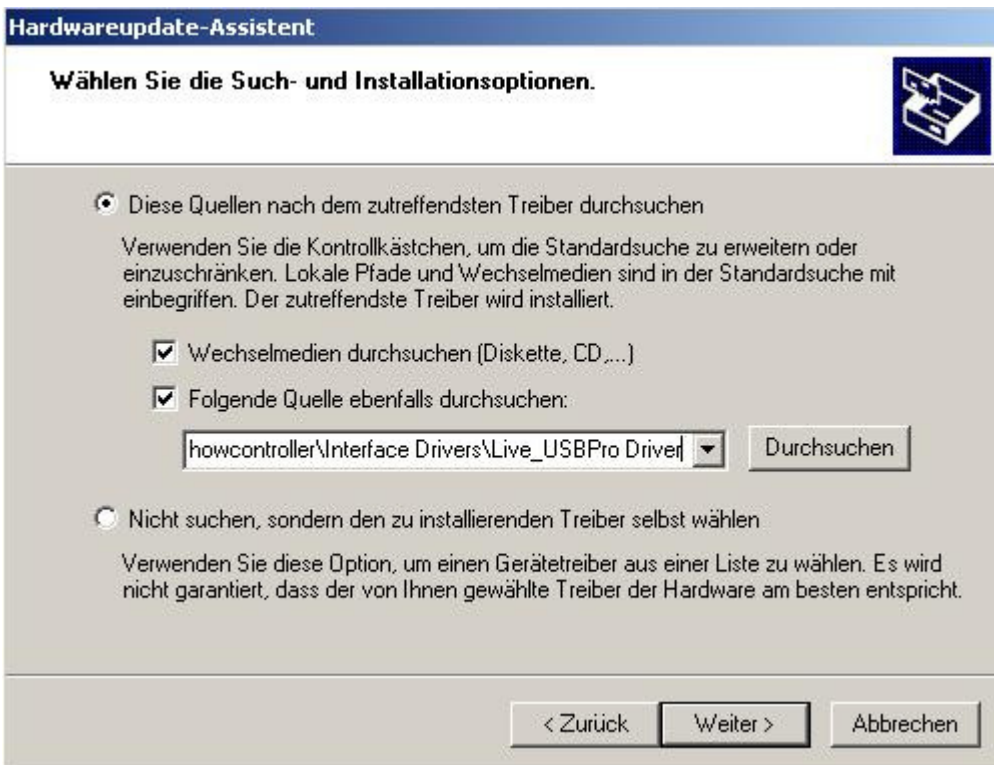 Hardwareupdate-Assistent
Wählen Sie die Such- und Installationsoptionen.
Diese Quellen nach dem zutreffendsten Treiber durchsuchen
Verwenden Sie die Kontrollkästchen, um die Standardsuche zu erweitern oder
einzuschränken. Lokale Pfade und Wechselmedien sind in der Standardsuche mit
einbegriffen. Der zutreffendste Treiber wird installiert.
Wechselmedien durchsuchen (Diskette, CD,...)
Folgende Quelle ebenfalls durchsuchen:
howcontroller\Interface Drivers\Live_USBPro Driver
Durchsuchen
Nicht suchen, sondern den zu installierenden Treiber selbst wählen
Verwenden Sie diese Option, um einen Gerätetreiber aus einer Liste zu wählen. Es wird
nicht garantiert, dass der von Ihnen gewählte Treiber der Hardware am besten entspricht.
< Zurück Weiter > Abbrechen